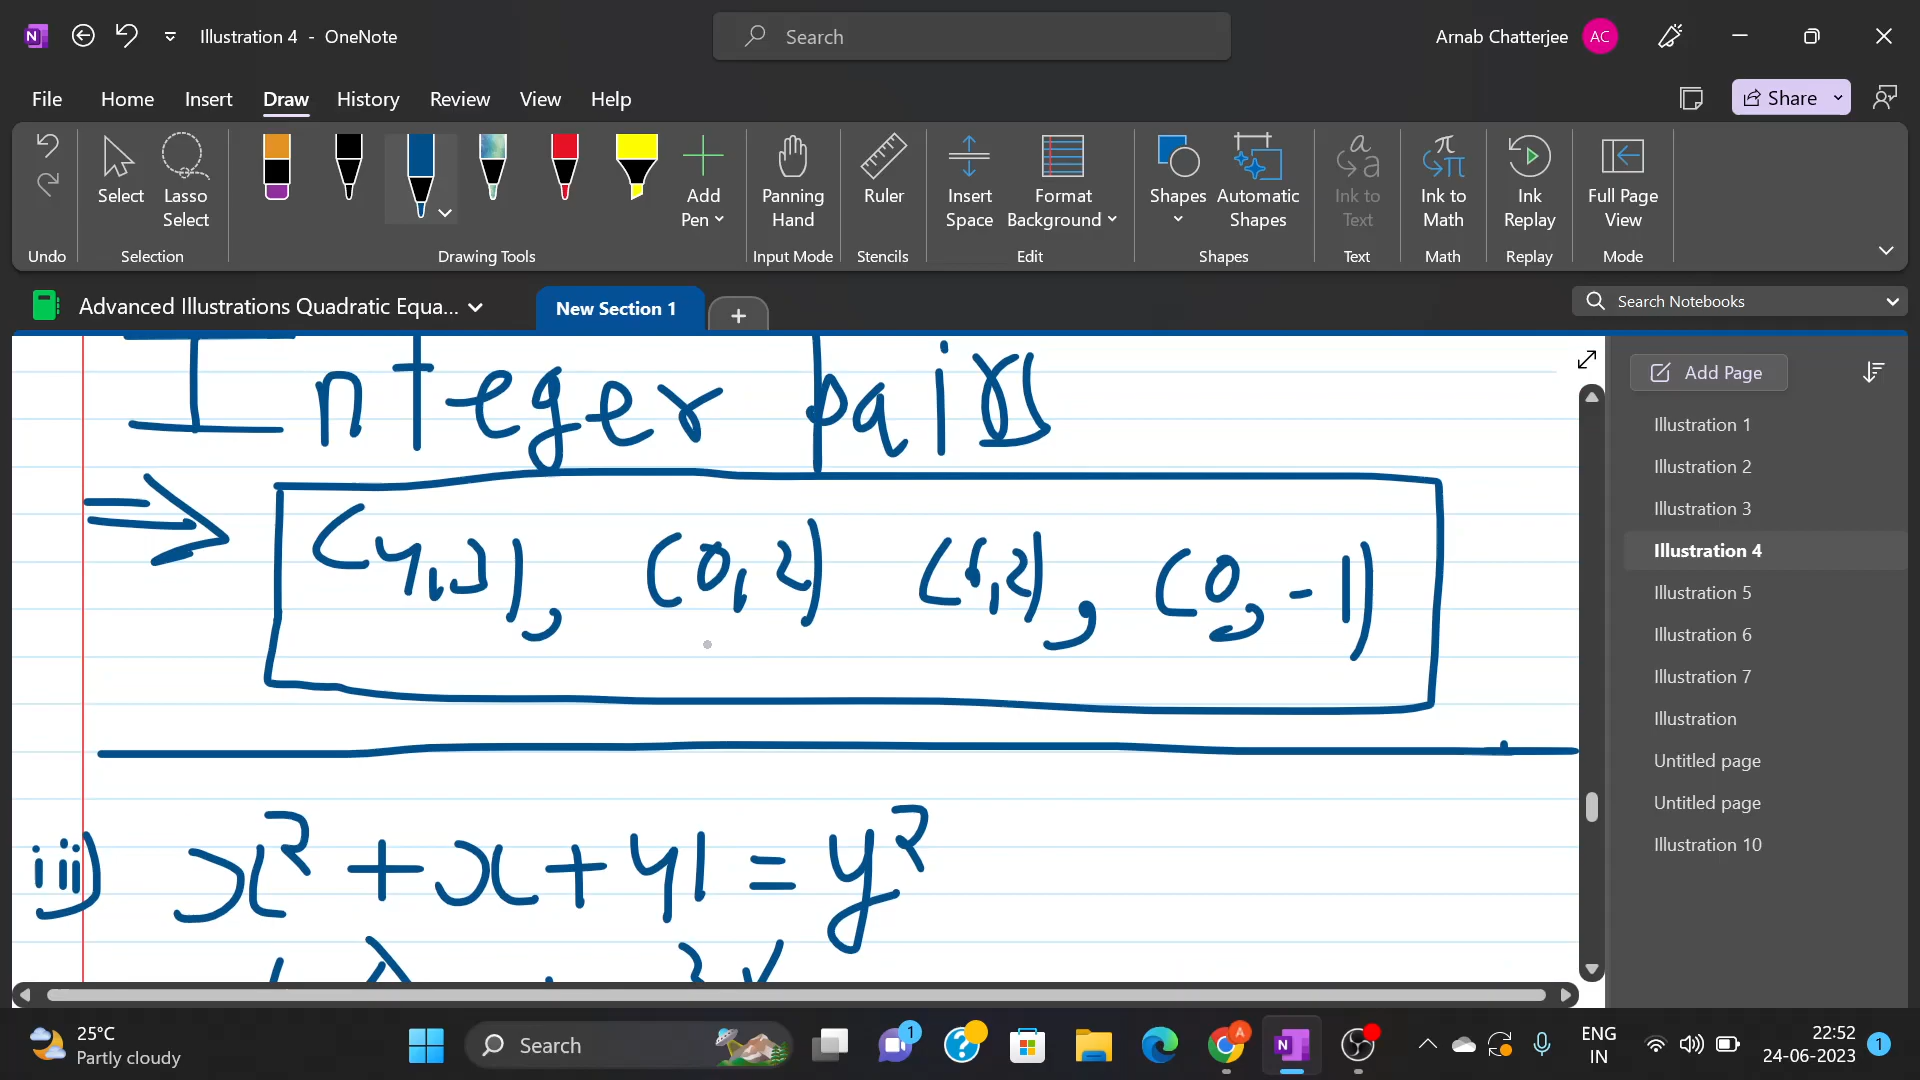 Illustration 4 - OneNote
Search
Arnab Chatterjee
AC
File Home Insert Draw History Review View Help
Share
Select
Lasso Select
Add Pen
Panning Hand
Ruler
Insert Space
Format Background
Shapes
Automatic Shapes
Ink to Text
Ink to Math
Ink Replay
Full Page View
Undo Selection Drawing Tools Input Mode Stencils Edit Shapes Text Math Replay Mode
Advanced Illustrations Quadratic Equa...
New Section 1
Search Notebooks
Integer pairs
⇒ (4,3), (0,2) (1,2), (0,-1)
iii) x² + x + 41 = y²
Add Page
Illustration 1
Illustration 2
Illustration 3
Illustration 4
Illustration 5
Illustration 6
Illustration 7
Illustration
Untitled page
Untitled page
Illustration 10
25°C
Partly cloudy
Search
1
A
ENG
IN
22:52
24-06-2023
1